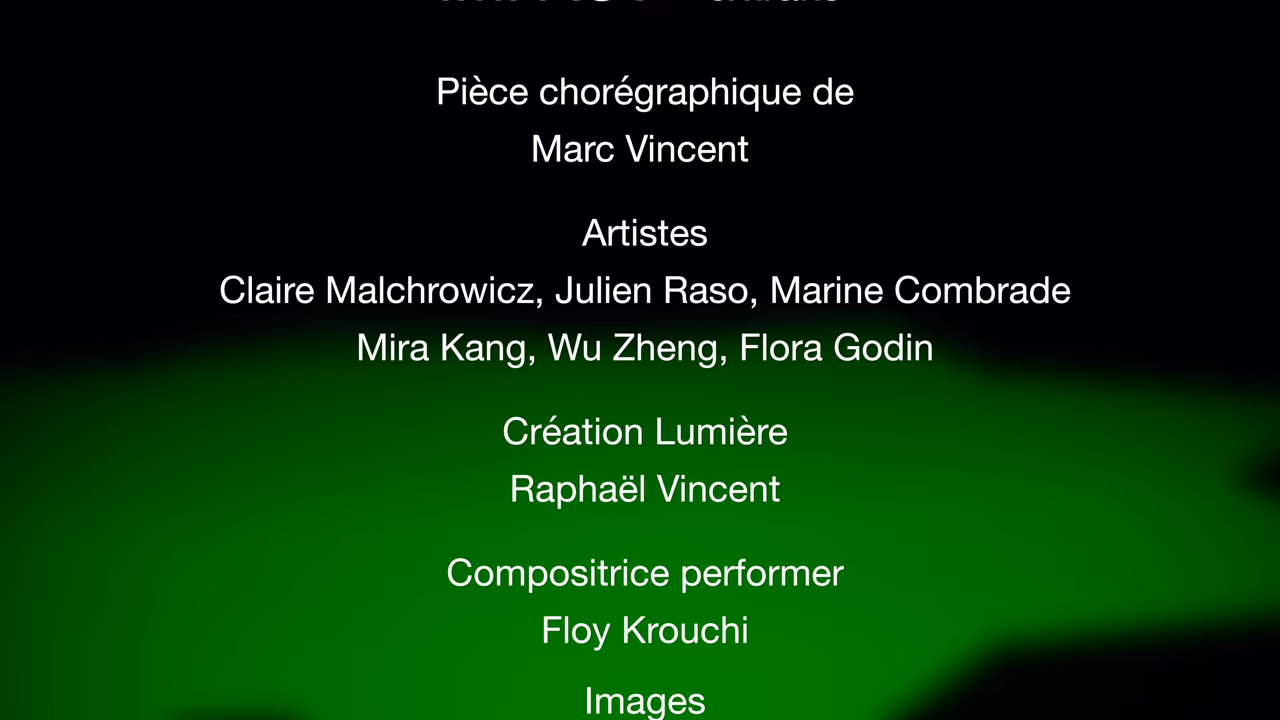 Pièce chorégraphique de
Marc Vincent
Artistes
Claire Malchrowicz, Julien Raso, Marine Combrade
Mira Kang, Wu Zheng, Flora Godin
Création Lumière
Raphaël Vincent
Compositrice performer
Floy Krouchi
Images